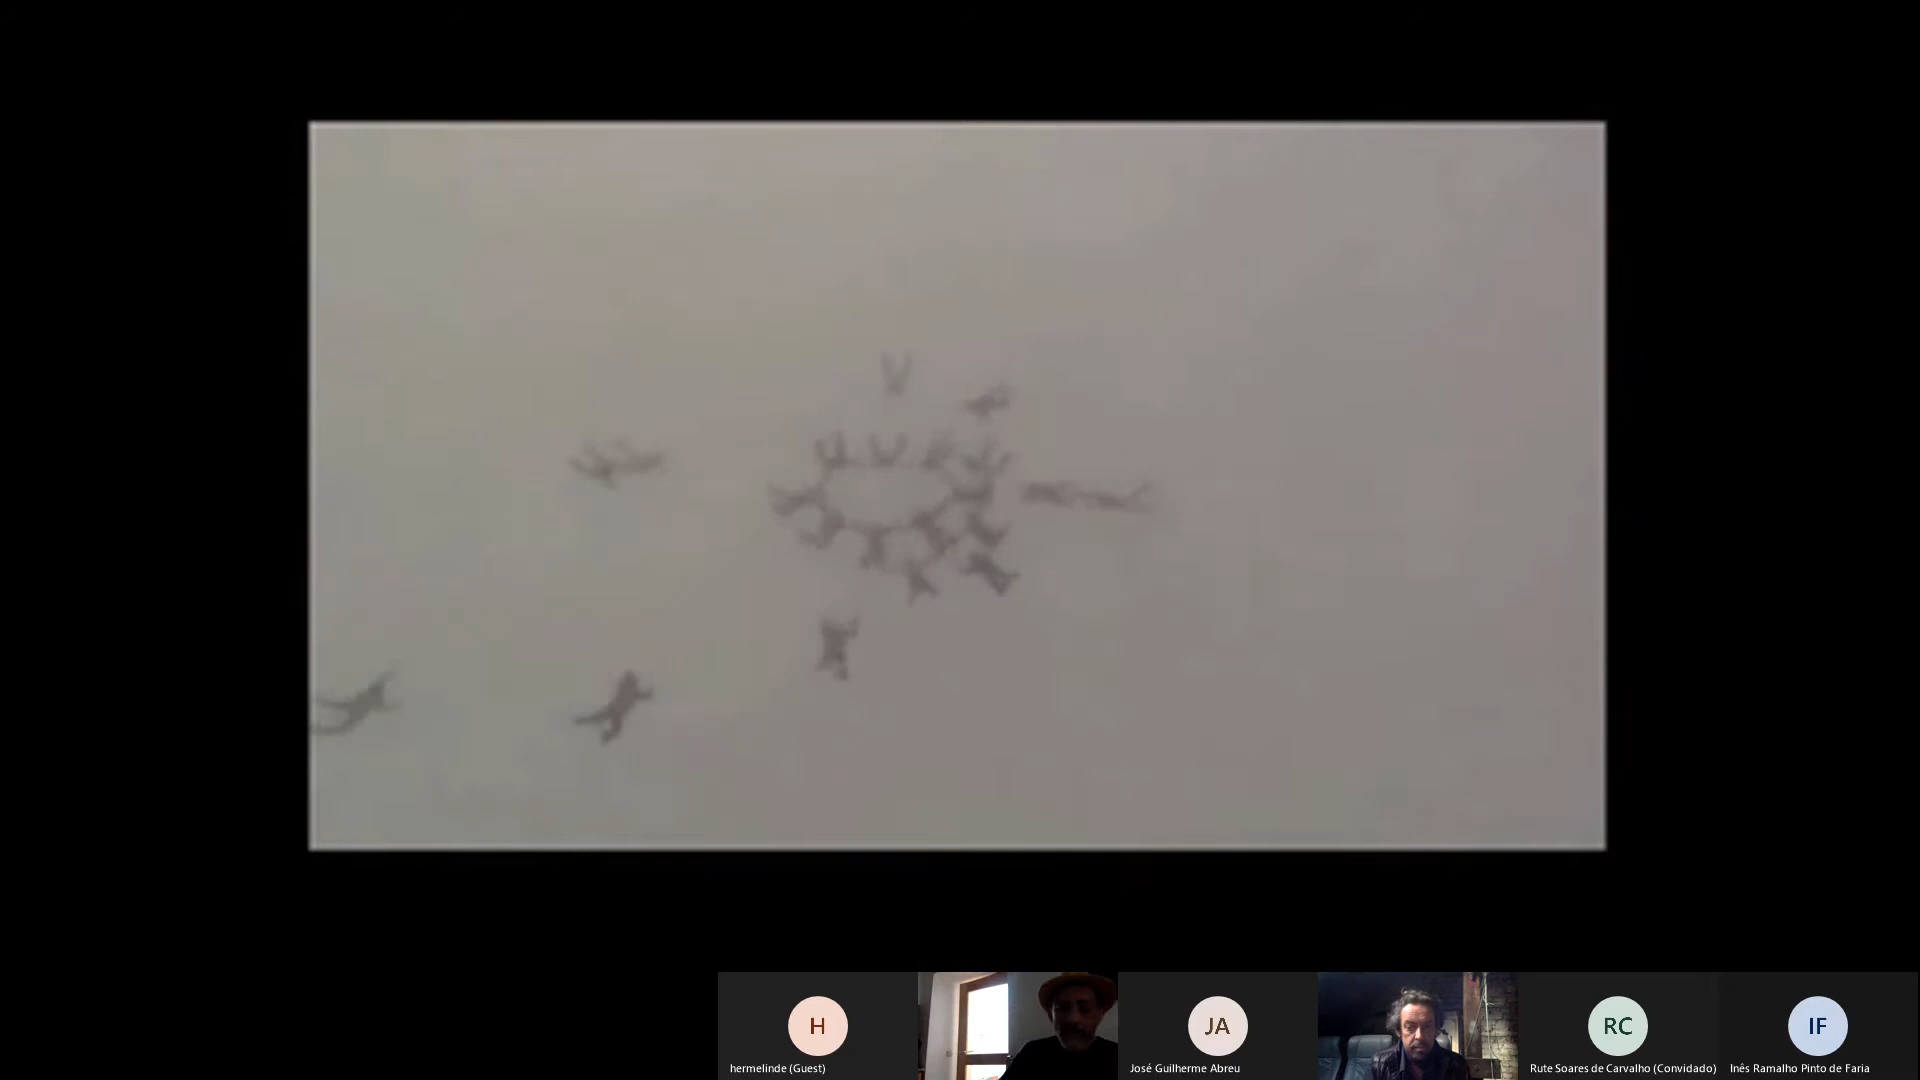 H
JA
RC
IF
hermelinde (Guest)
José Guilherme Abreu
Rute Soares de Carvalho (Convidado)
Inês Ramalho Pinto de Faria